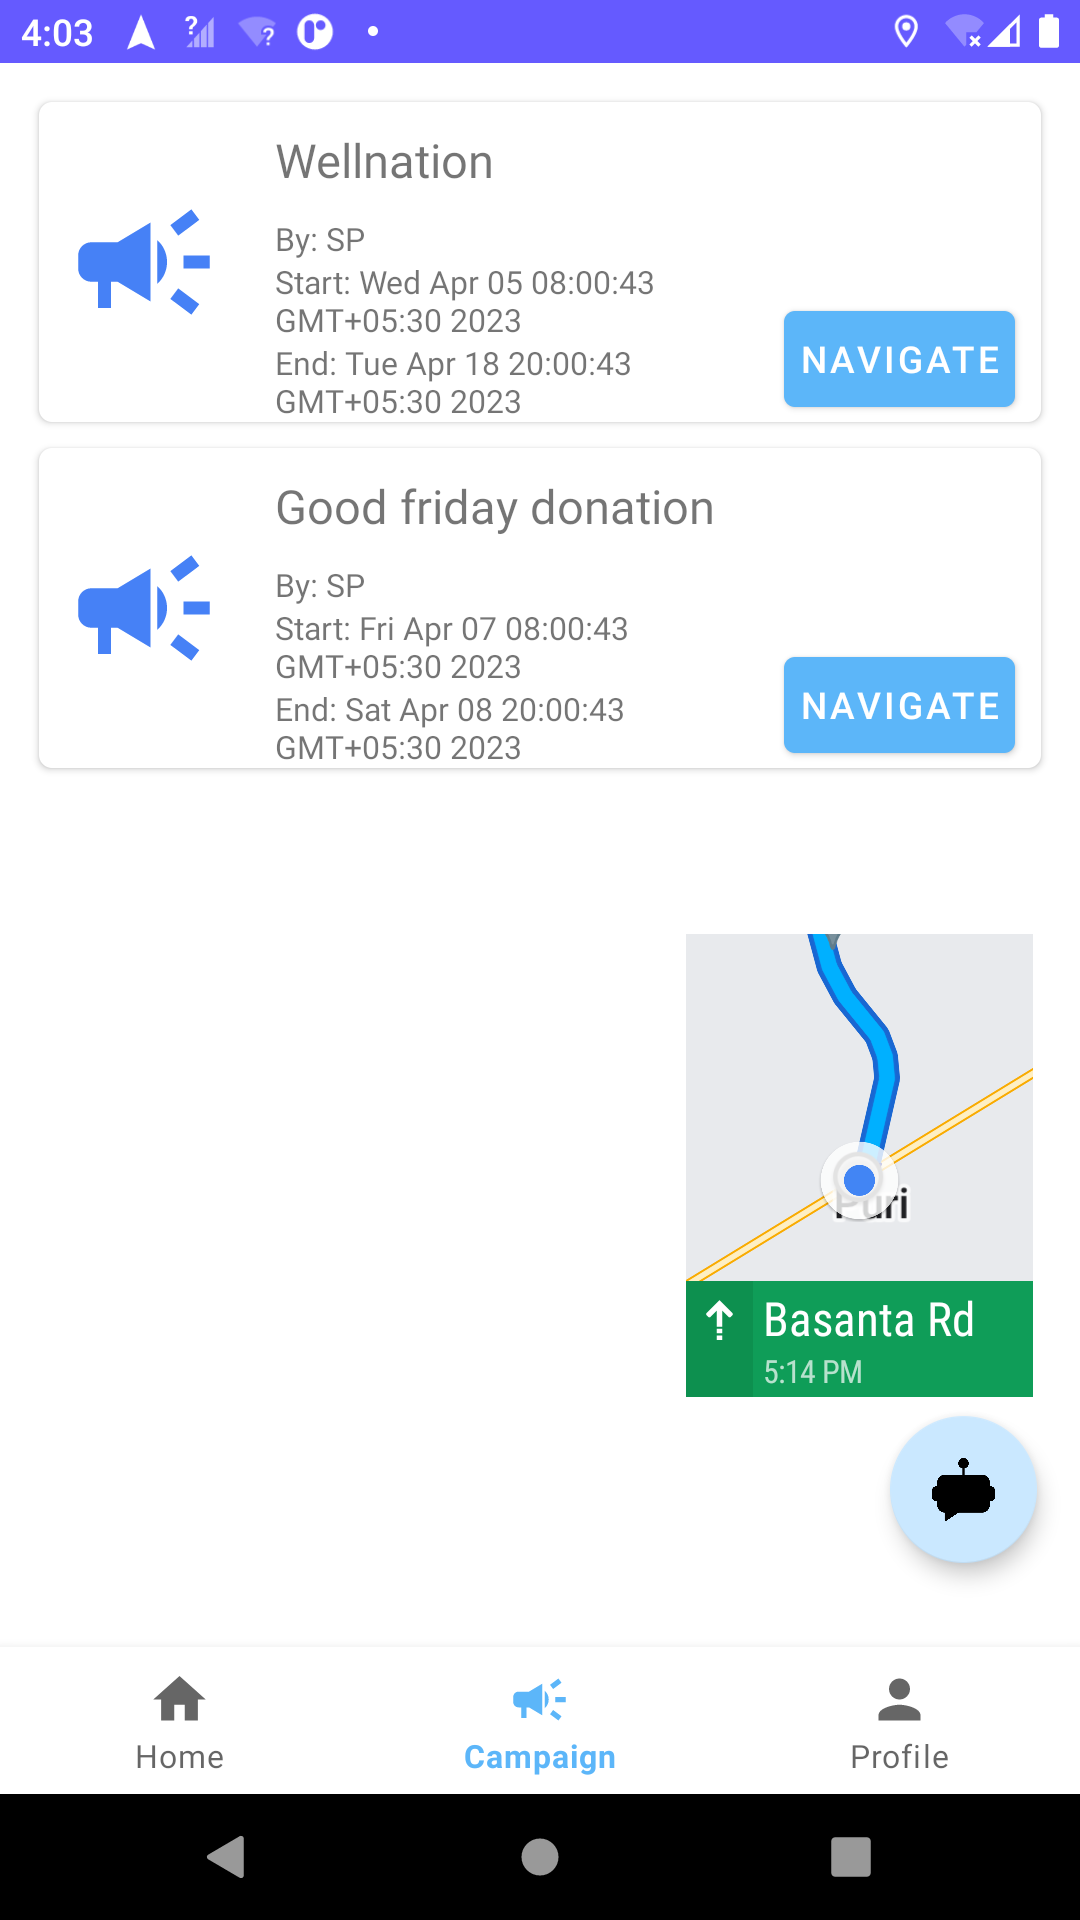 4:03
Wellnation
By: SP
Start: Wed Apr 05 08:00:43
GMT+05:30 2023
End: Tue Apr 18 20:00:43
GMT+05:30 2023
NAVIGATE
Good friday donation
By: SP
Start: Fri Apr 07 08:00:43
GMT+05:30 2023
End: Sat Apr 08 20:00:43
GMT+05:30 2023
NAVIGATE
Puri
Basanta Rd
5:14 PM
Home
Campaign
Profile